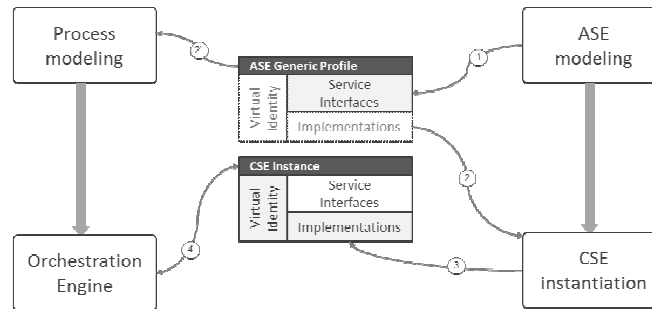 Process
modeling
2'
ASE Generic Profile
1
ASE
modeling
Virtual
Identity
Service
Interfaces
Implementations
CSE Instance
2
Virtual
Identity
Service
Interfaces
Implementations
4
3
Orchestration
Engine
CSE
instantiation